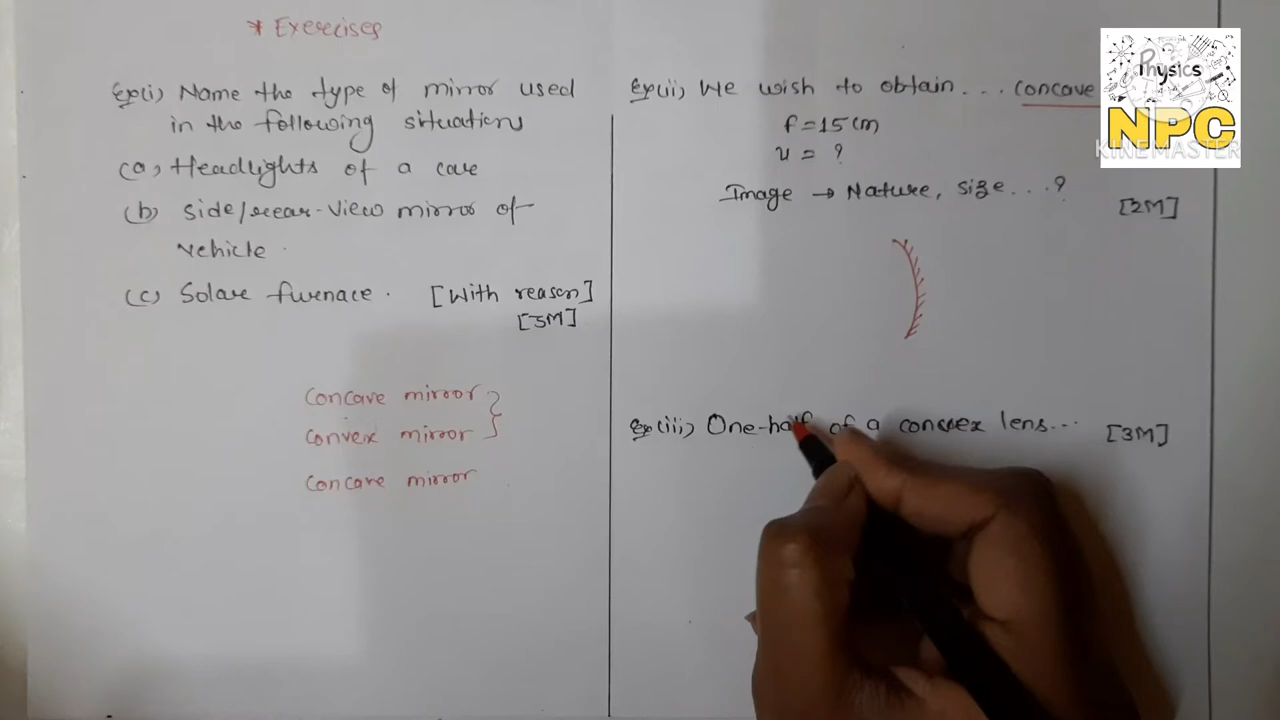 * Exercises
Ex(i) Name the type of mirror used
in the following situations
(a) Headlights of a car
(b) side/rear-view mirror of
vehicle.
(c) Solar furnace. [With reason]
[3M]
Concave mirror
Convex mirror
Concave mirror
Ex(ii) We wish to obtain... concave
f = 15 cm
u = ?
Image → Nature, size...?
[2M]
Ex(iii) One-half of a convex lens...
[3M]
Physics
NPC
KINEMASTER